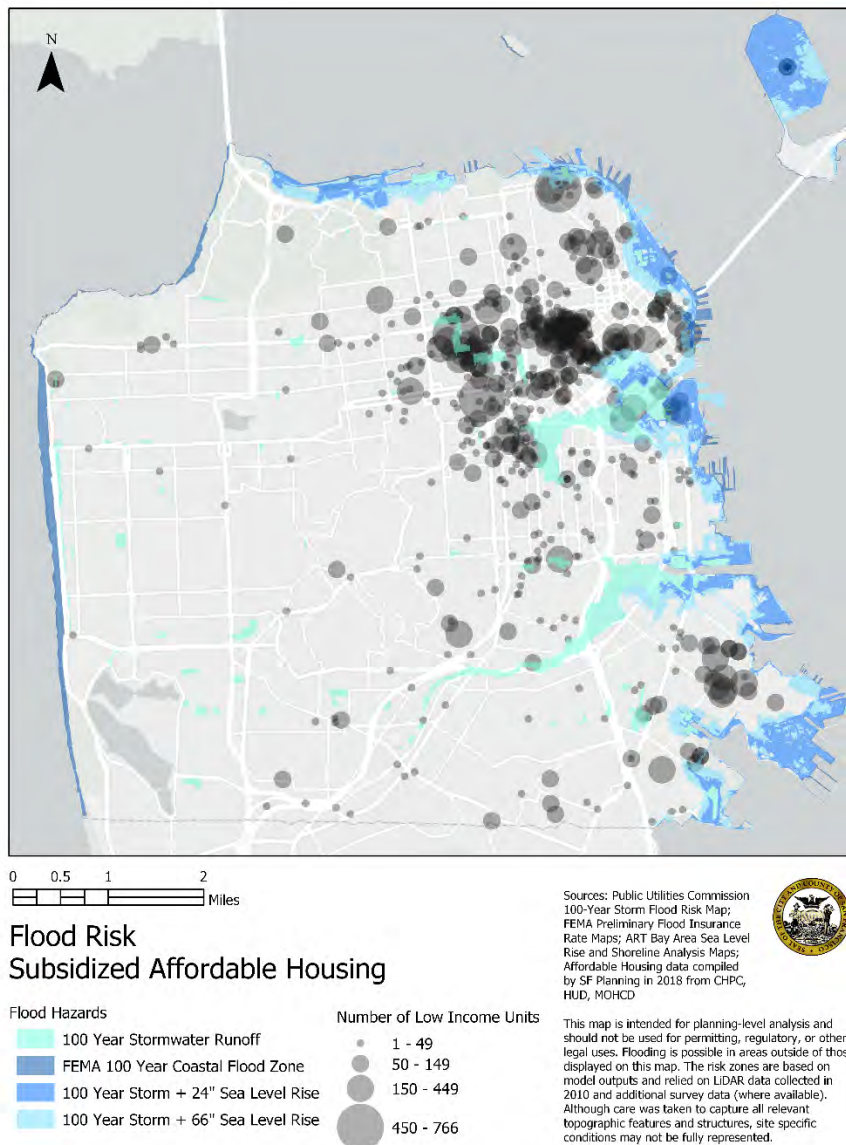 N
0 0.5 1 2
Miles
Flood Risk
Subsidized Affordable Housing
Flood Hazards
100 Year Stormwater Runoff
FEMA 100 Year Coastal Flood Zone
100 Year Storm + 24" Sea Level Rise
100 Year Storm + 66" Sea Level Rise
Number of Low Income Units
1 - 49
50 - 149
150 - 449
450 - 766
Sources: Public Utilities Commission
100-Year Storm Flood Risk Map;
FEMA Preliminary Flood Insurance
Rate Maps; ART Bay Area Sea Level
Rise and Shoreline Analysis Maps;
Affordable Housing data compiled
by SF Planning in 2018 from CHPC,
HUD, MOHCD
This map is intended for planning-level analysis and
should not be used for permitting, regulatory, or other
legal uses. Flooding is possible in areas outside of thos
displayed on this map. The risk zones are based on
model outputs and relied on LiDAR data collected in
2010 and additional survey data (where available).
Although care was taken to capture all relevant
topographic features and structures, site specific
conditions may not be fully represented.